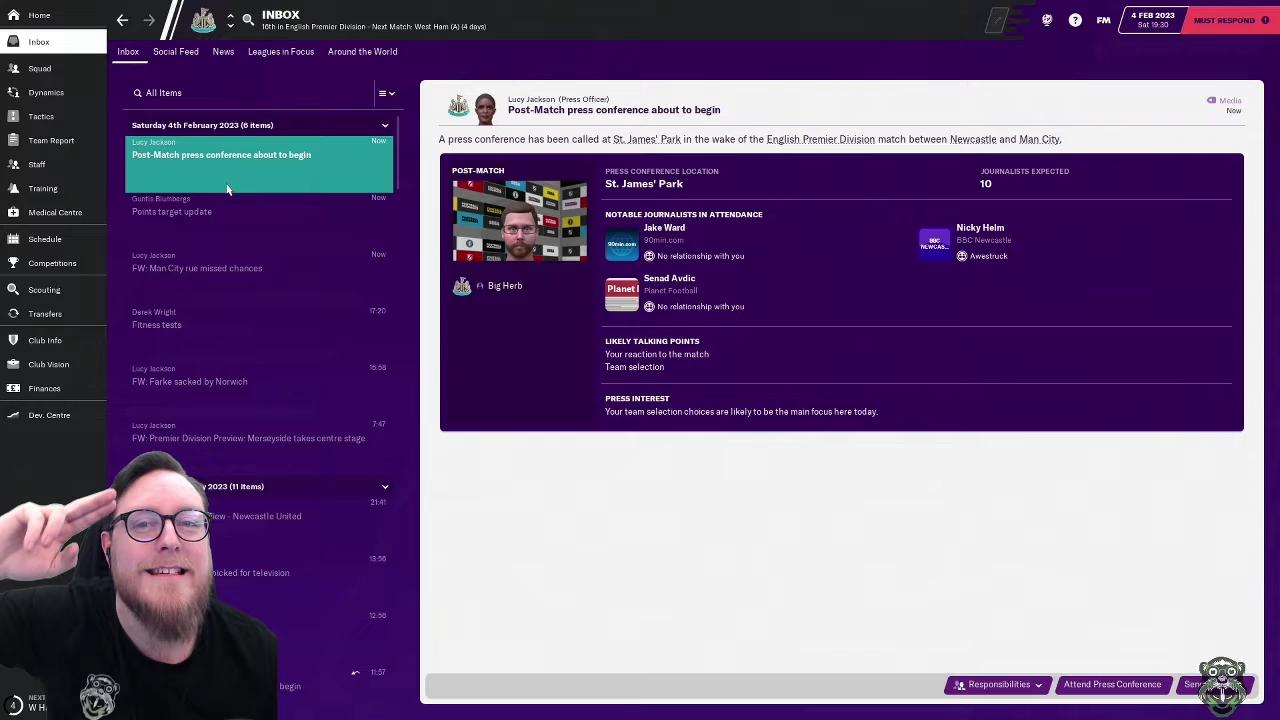 Home
Inbox
Squad
Dynamics
Tactics
Team Report
Staff
Training
Medical Centre
Schedule
Competitions
Scouting
Transfers
Club Info
Club Vision
Finances
Dev. Centre
4
NEXT
W H
INBOX
16th in English Premier Division - Next Match: West Ham (A) (4 days)
?
FM
4 FEB 2023
Sat 19:30
MUST RESPOND
Inbox
Social Feed
News
Leagues in Focus
Around the World
All Items
Saturday 4th February 2023 (6 items)
Lucy Jackson
Now
Post-Match press conference about to begin
Guntis Blumbergs
Now
Points target update
Lucy Jackson
Now
FW: Man City rue missed chances
Derek Wright
17:20
Fitness tests
Lucy Jackson
16:58
FW: Farke sacked by Norwich
Lucy Jackson
7:47
FW: Premier Division Preview: Merseyside takes centre stage
2023 (11 items)
21:41
- Newcastle United
13:56
picked for television
12:56
11:57
begin
Lucy Jackson (Press Officer)
Post-Match press conference about to begin
Media
Now
A press conference has been called at St. James' Park in the wake of the English Premier Division match between Newcastle and Man City.
POST-MATCH
Big Herb
PRESS CONFERENCE LOCATION
St. James' Park
JOURNALISTS EXPECTED
10
NOTABLE JOURNALISTS IN ATTENDANCE
90min.com
Jake Ward
90min.com
No relationship with you
BBC
NEWCAS...
Nicky Helm
BBC Newcastle
Awestruck
Planet
Senad Avdic
Planet Football
No relationship with you
LIKELY TALKING POINTS
Your reaction to the match
Team selection
PRESS INTEREST
Your team selection choices are likely to be the main focus here today.
Responsibilities
Attend Press Conference